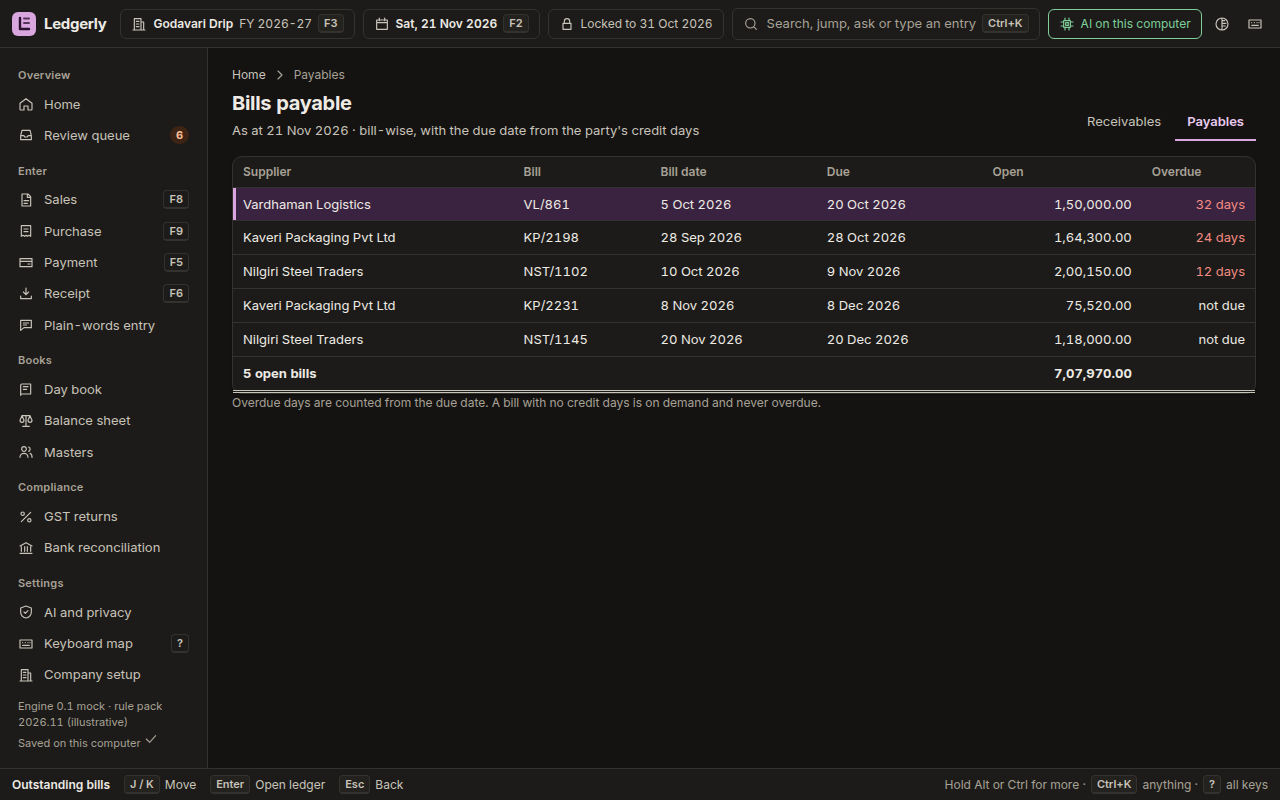 Ledgerly
Godavari Drip FY 2026-27 F3
Sat, 21 Nov 2026 F2
Locked to 31 Oct 2026
Search, jump, ask or type an entry Ctrl+K
AI on this computer
Overview
Home
Review queue 6
Enter
Sales F8
Purchase F9
Payment F5
Receipt F6
Plain-words entry
Books
Day book
Balance sheet
Masters
Compliance
GST returns
Bank reconciliation
Settings
AI and privacy
Keyboard map ?
Company setup
Engine 0.1 mock · rule pack
2026.11 (illustrative)
Saved on this computer
Home Payables
Bills payable
As at 21 Nov 2026 · bill-wise, with the due date from the party's credit days
Receivables Payables
Supplier Bill Bill date Due Open Overdue
Vardhaman Logistics VL/861 5 Oct 2026 20 Oct 2026 1,50,000.00 32 days
Kaveri Packaging Pvt Ltd KP/2198 28 Sep 2026 28 Oct 2026 1,64,300.00 24 days
Nilgiri Steel Traders NST/1102 10 Oct 2026 9 Nov 2026 2,00,150.00 12 days
Kaveri Packaging Pvt Ltd KP/2231 8 Nov 2026 8 Dec 2026 75,520.00 not due
Nilgiri Steel Traders NST/1145 20 Nov 2026 20 Dec 2026 1,18,000.00 not due
5 open bills 7,07,970.00
Overdue days are counted from the due date. A bill with no credit days is on demand and never overdue.
Outstanding bills J / K Move Enter Open ledger Esc Back
Hold Alt or Ctrl for more · Ctrl+K anything · ? all keys